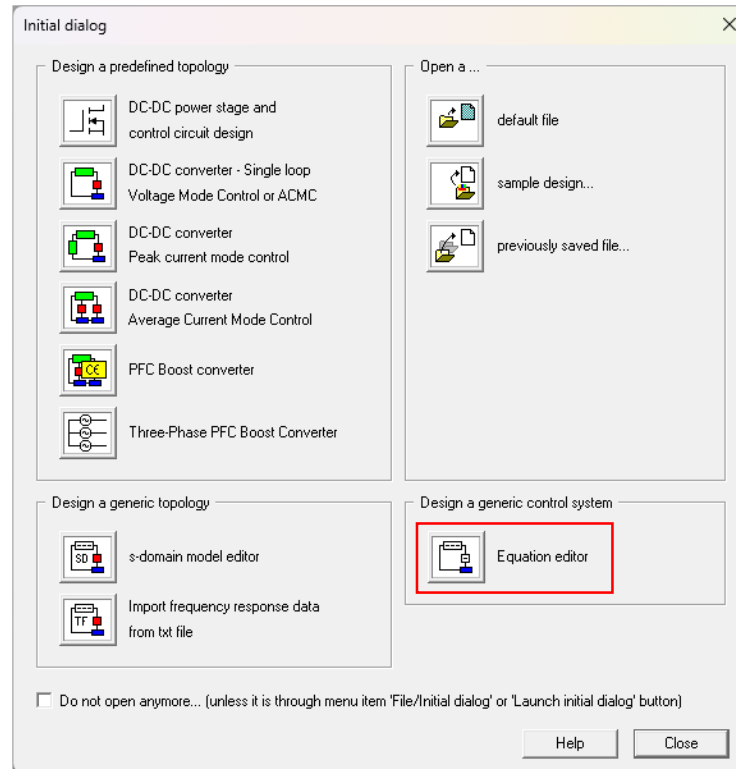 Initial dialog
Design a predefined topology
DC-DC power stage and
control circuit design
DC-DC converter - Single loop
Voltage Mode Control or ACMC
DC-DC converter
Peak current mode control
DC-DC converter
Average Current Mode Control
CE
PFC Boost converter
Three-Phase PFC Boost Converter
Open a ...
default file
sample design...
previously saved file...
Design a generic topology
SD
s-domain model editor
TF
Import frequency response data
from txt file
Design a generic control system
Equation editor
Do not open anymore... (unless it is through menu item 'File/Initial dialog' or 'Launch initial dialog' button)
Help
Close